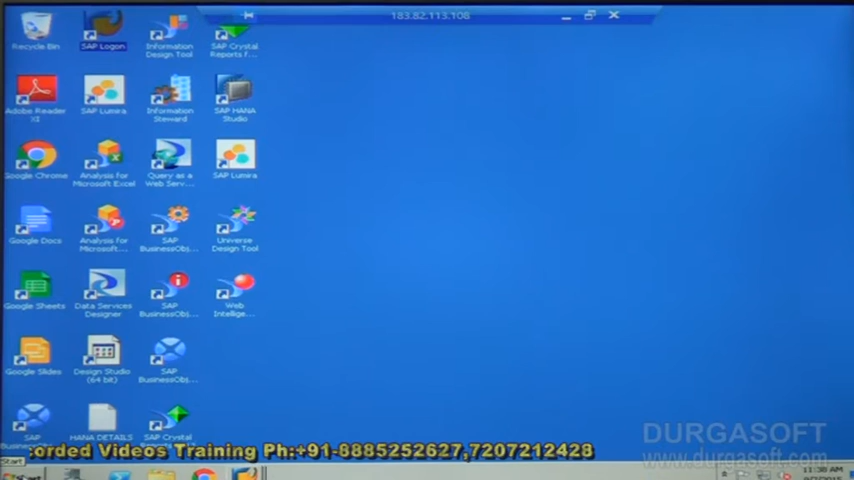 183.82.113.108
Recycle Bin
SAP Logon
Information
Design Tool
SAP Crystal
Reports f...
Adobe Reader
XI
SAP Lumira
Information
Steward
SAP HANA
Studio
Google Chrome
Analysis for
Microsoft Excel
Query as a
Web Serv...
SAP Lumira
Google Docs
Analysis for
Microsoft...
SAP
BusinessObj...
Universe
Design Tool
Google Sheets
Data Services
Designer
SAP
BusinessObj...
Web
Intellige...
Google Slides
Design Studio
(64 bit)
SAP
BusinessObj...
SAP
HANA DETAILS
SAP Crystal
corded Videos Training Ph:+91-8885252627,7207212428
DURGASOFT
www.durgasoft.com
Start
Start
11:38 AM